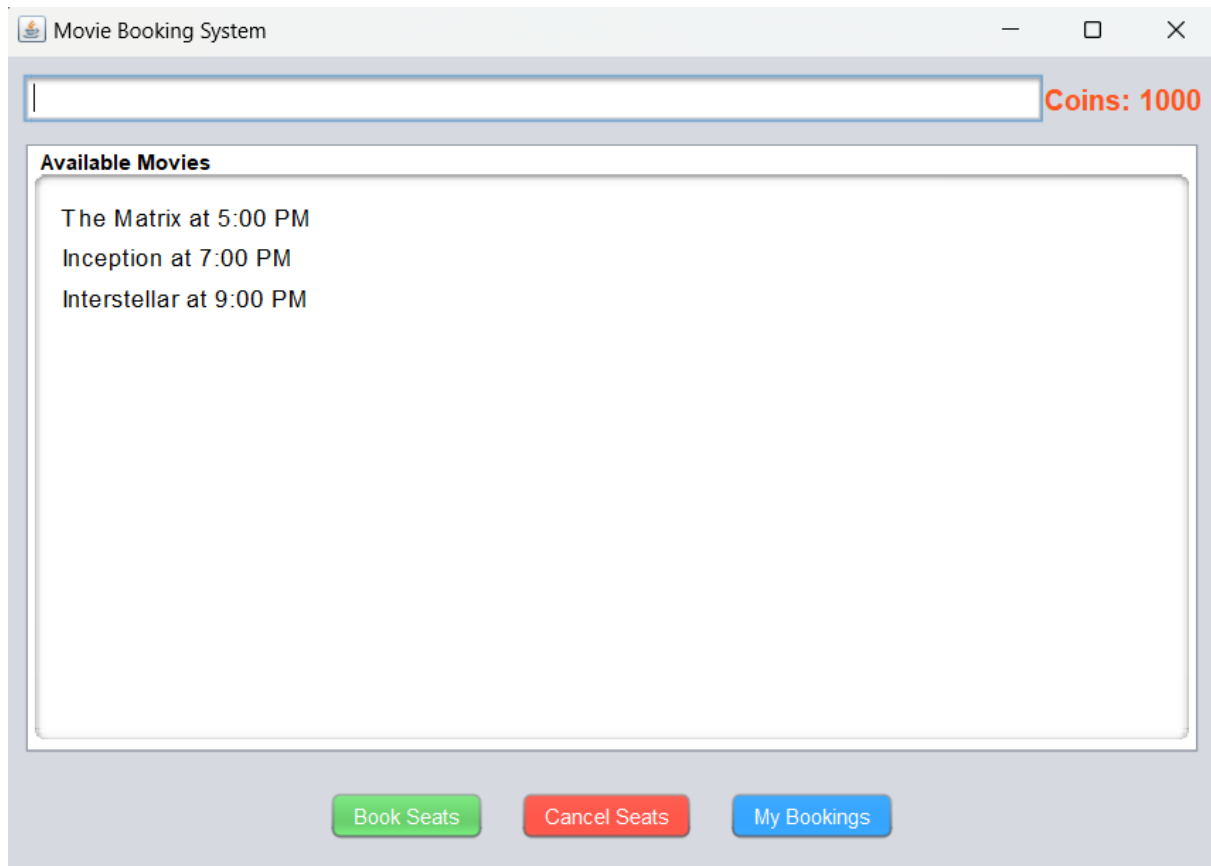 Movie Booking System
Coins: 1000
Available Movies
The Matrix at 5:00 PM
Inception at 7:00 PM
Interstellar at 9:00 PM
Book Seats Cancel Seats My Bookings